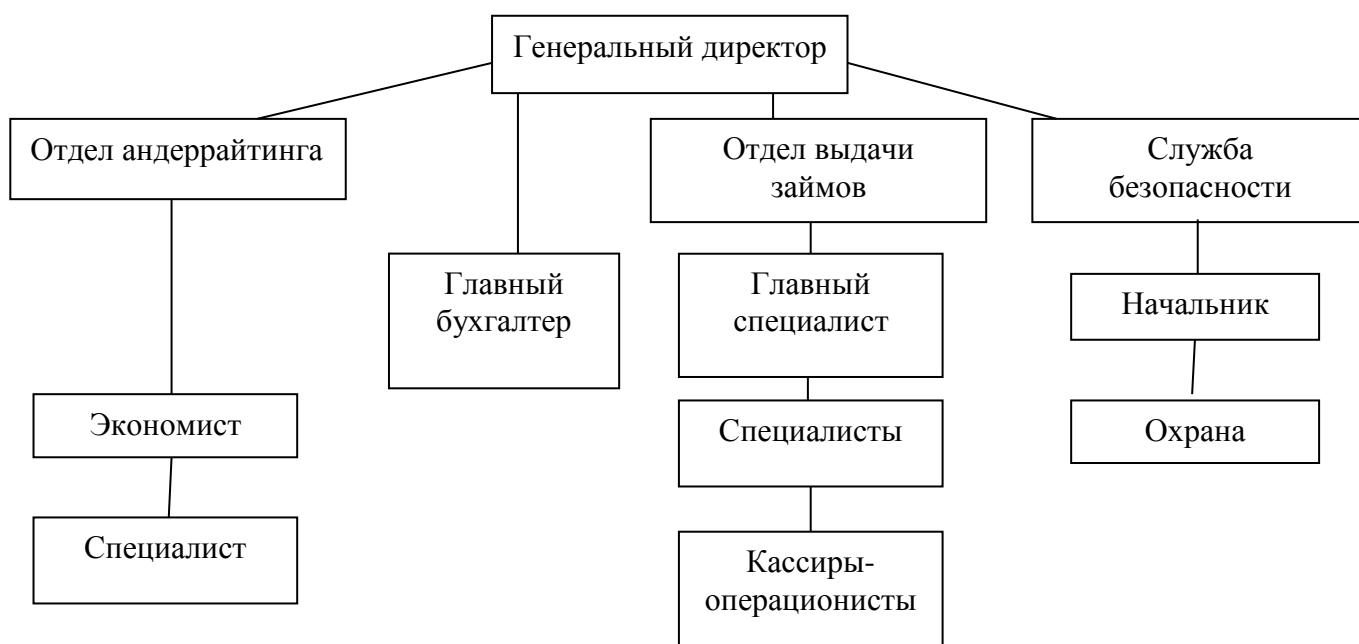 Генеральный директор
Отдел андеррайтинга
Отдел выдачи
займов
Служба
безопасности
Главный
бухгалтер
Главный
специалист
Начальник
Экономист
Специалисты
Охрана
Специалист
Кассиры-
операционисты